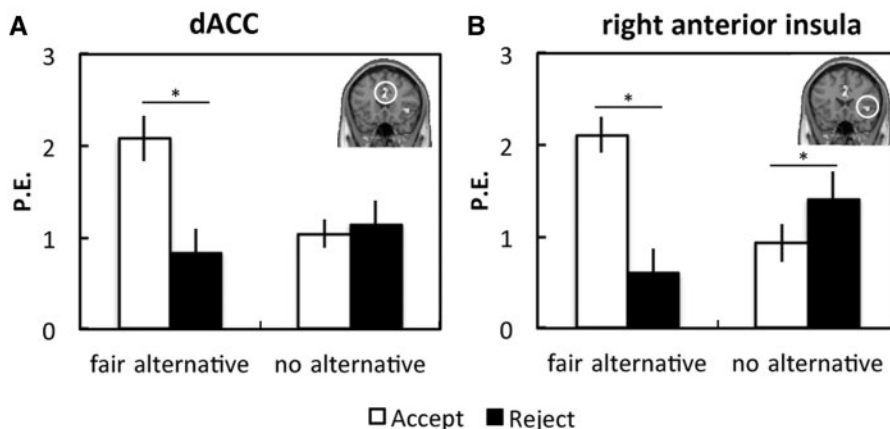 A dACC
3
2
1
0
P.E.
*
fair alternative no alternative
B right anterior insula
3
2
1
0
P.E.
*
*
fair alternative no alternative
Accept Reject